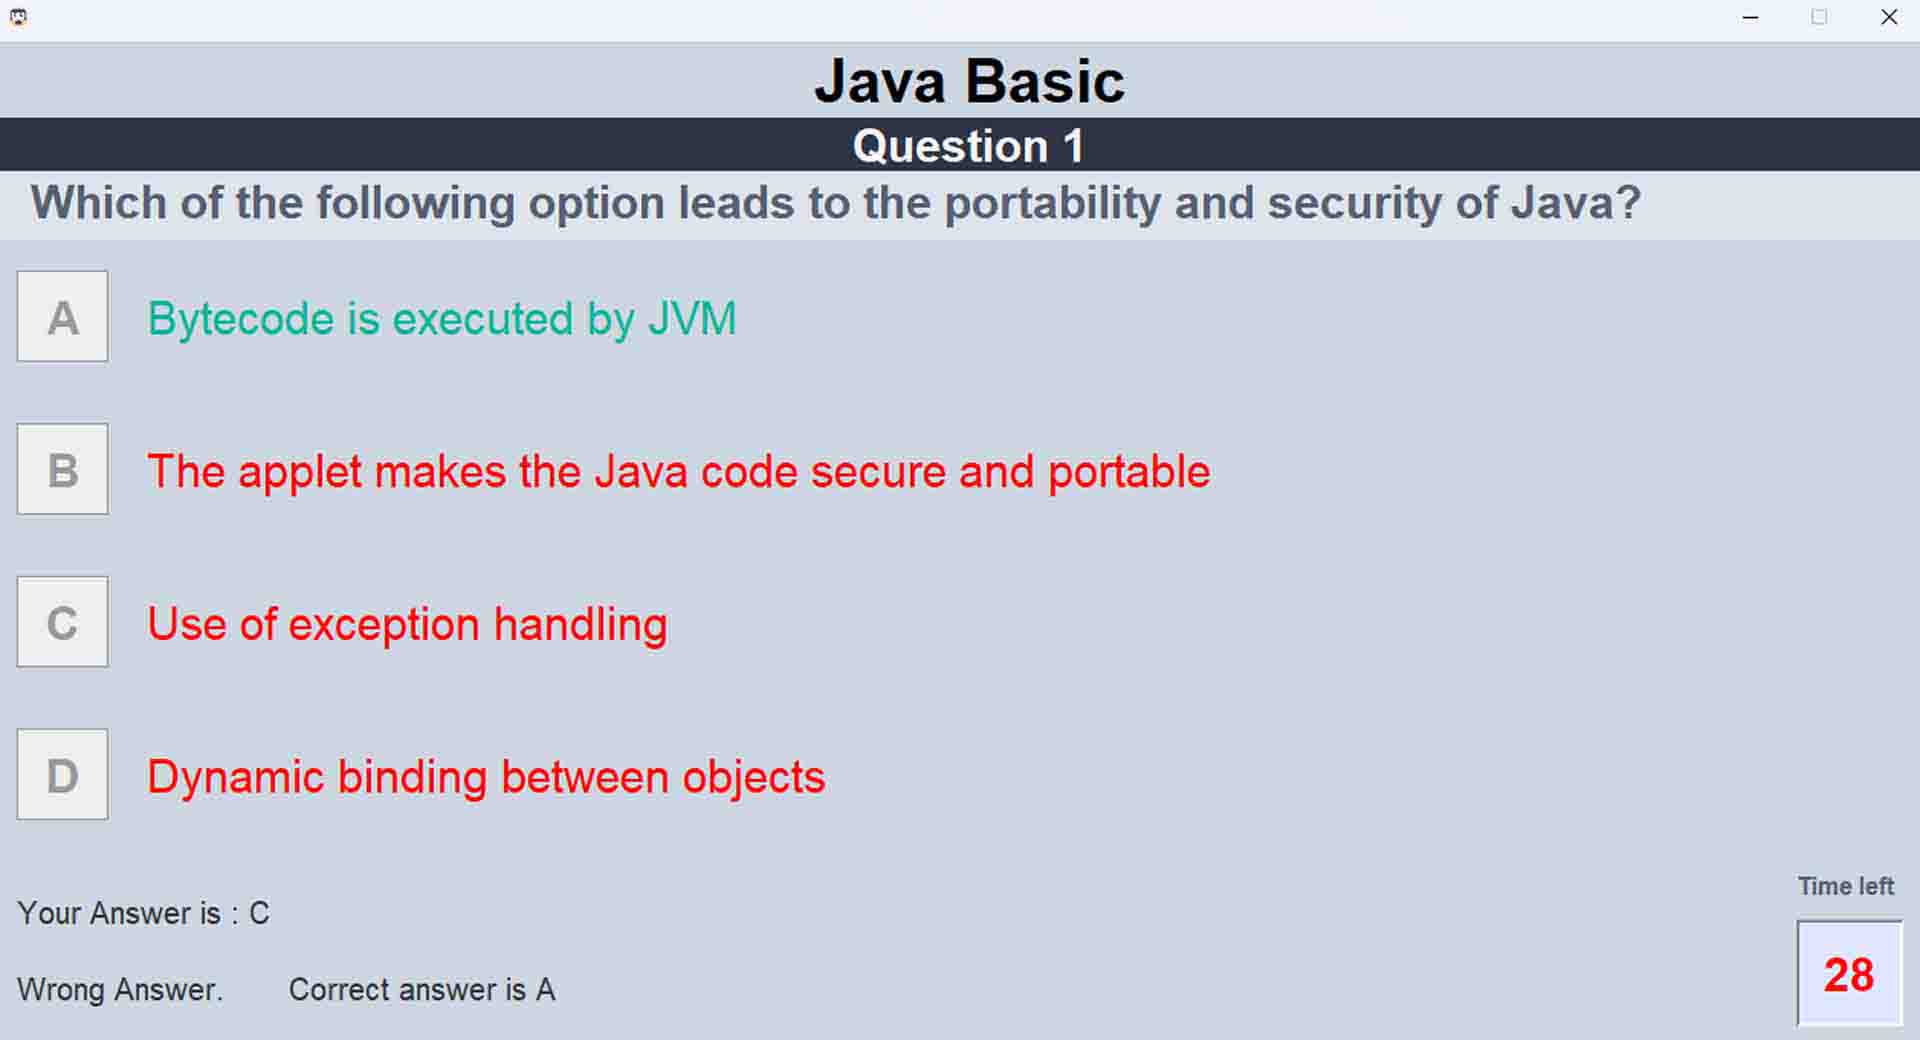 Java Basic
Question 1
Which of the following option leads to the portability and security of Java?
A Bytecode is executed by JVM
B The applet makes the Java code secure and portable
C Use of exception handling
D Dynamic binding between objects
Your Answer is : C
Wrong Answer. Correct answer is A
Time left
28